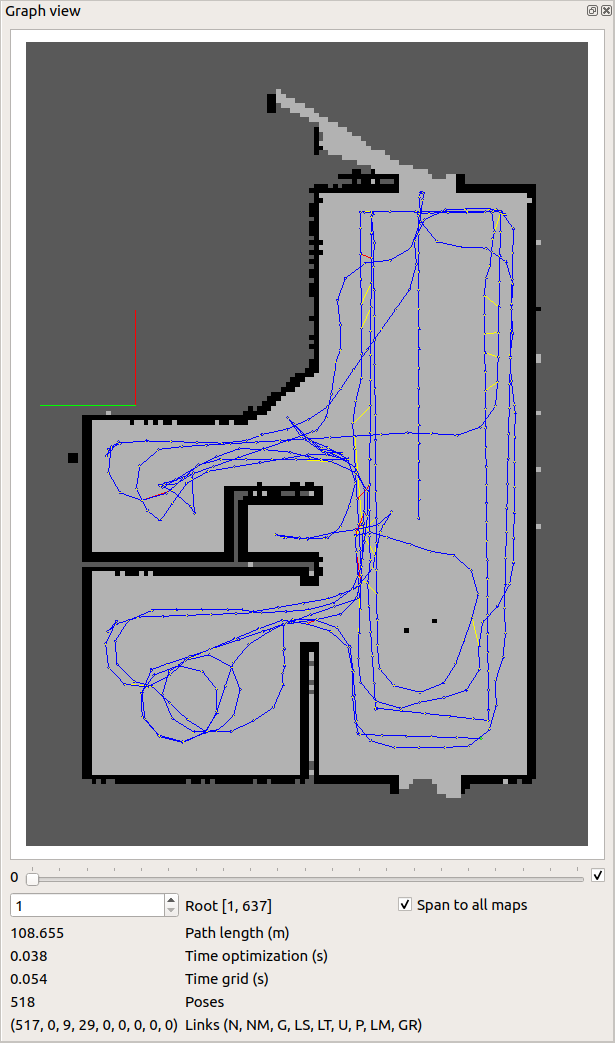 Graph view
0
1 Root [1, 637] Span to all maps
108.655 Path length (m)
0.038 Time optimization (s)
0.054 Time grid (s)
518 Poses
(517, 0, 9, 29, 0, 0, 0, 0, 0) Links (N, NM, G, LS, LT, U, P, LM, GR)